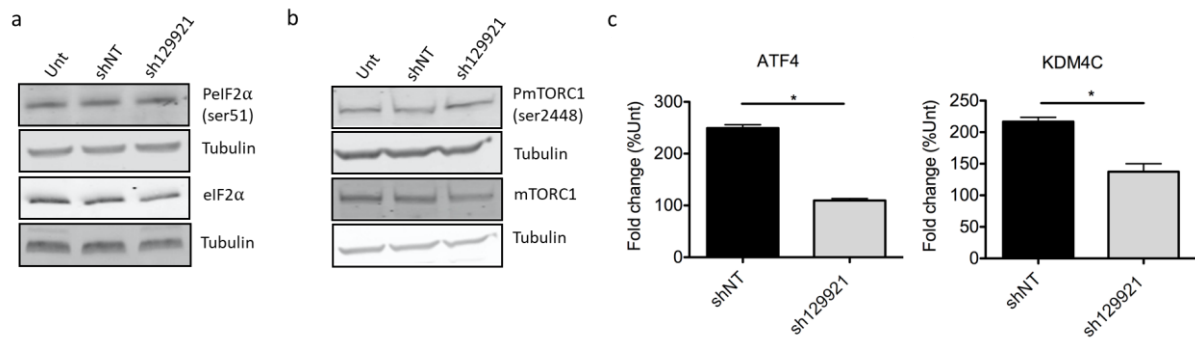 a
Unt
shNT
sh129921
PeIF2α
(ser51)
Tubulin
eIF2α
Tubulin
b
Unt
shNT
sh129921
PmTORC1
(ser2448)
Tubulin
mTORC1
Tubulin
c
ATF4
Fold change (%Unt)
300
200
100
0
*
shNT
sh129921
KDM4C
Fold change (%Unt)
250
200
150
100
50
0
*
shNT
sh129921